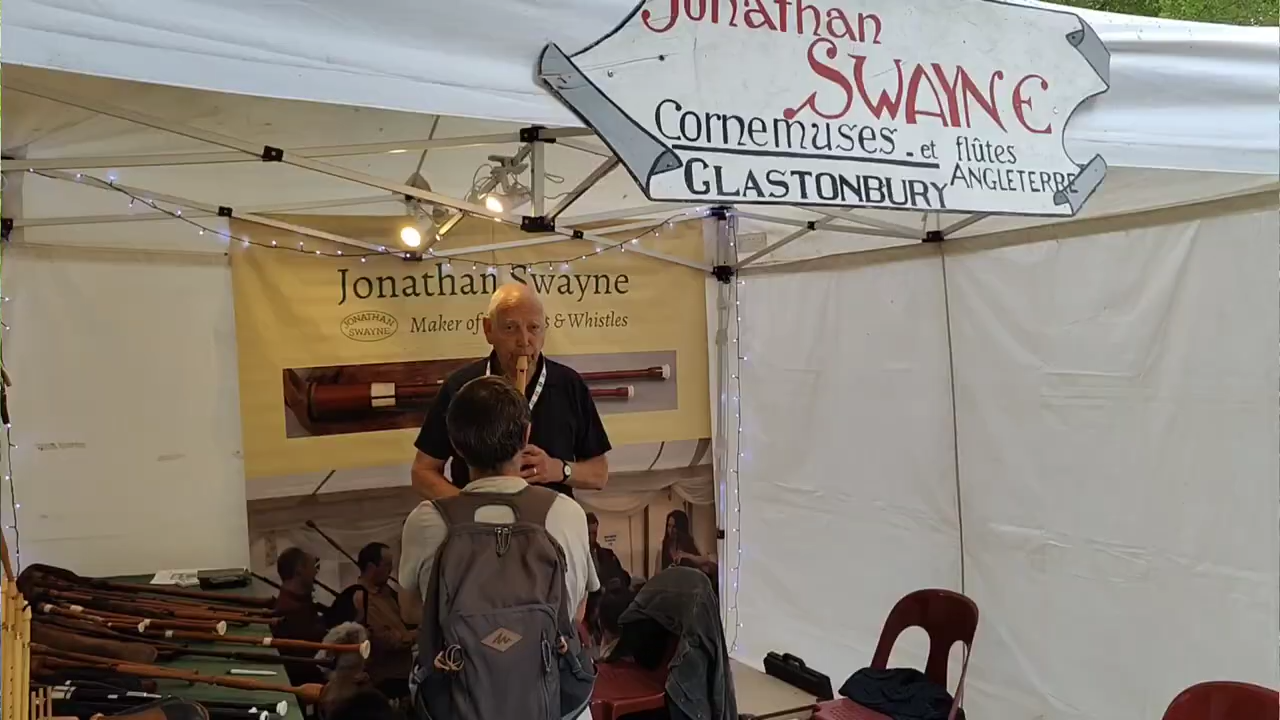 Jonathan
SWAYNE
Cornemuses et flûtes
GLASTONBURY ANGLETERRE
Jonathan Swayne
JONATHAN
SWAYNE
Maker of & Whistles